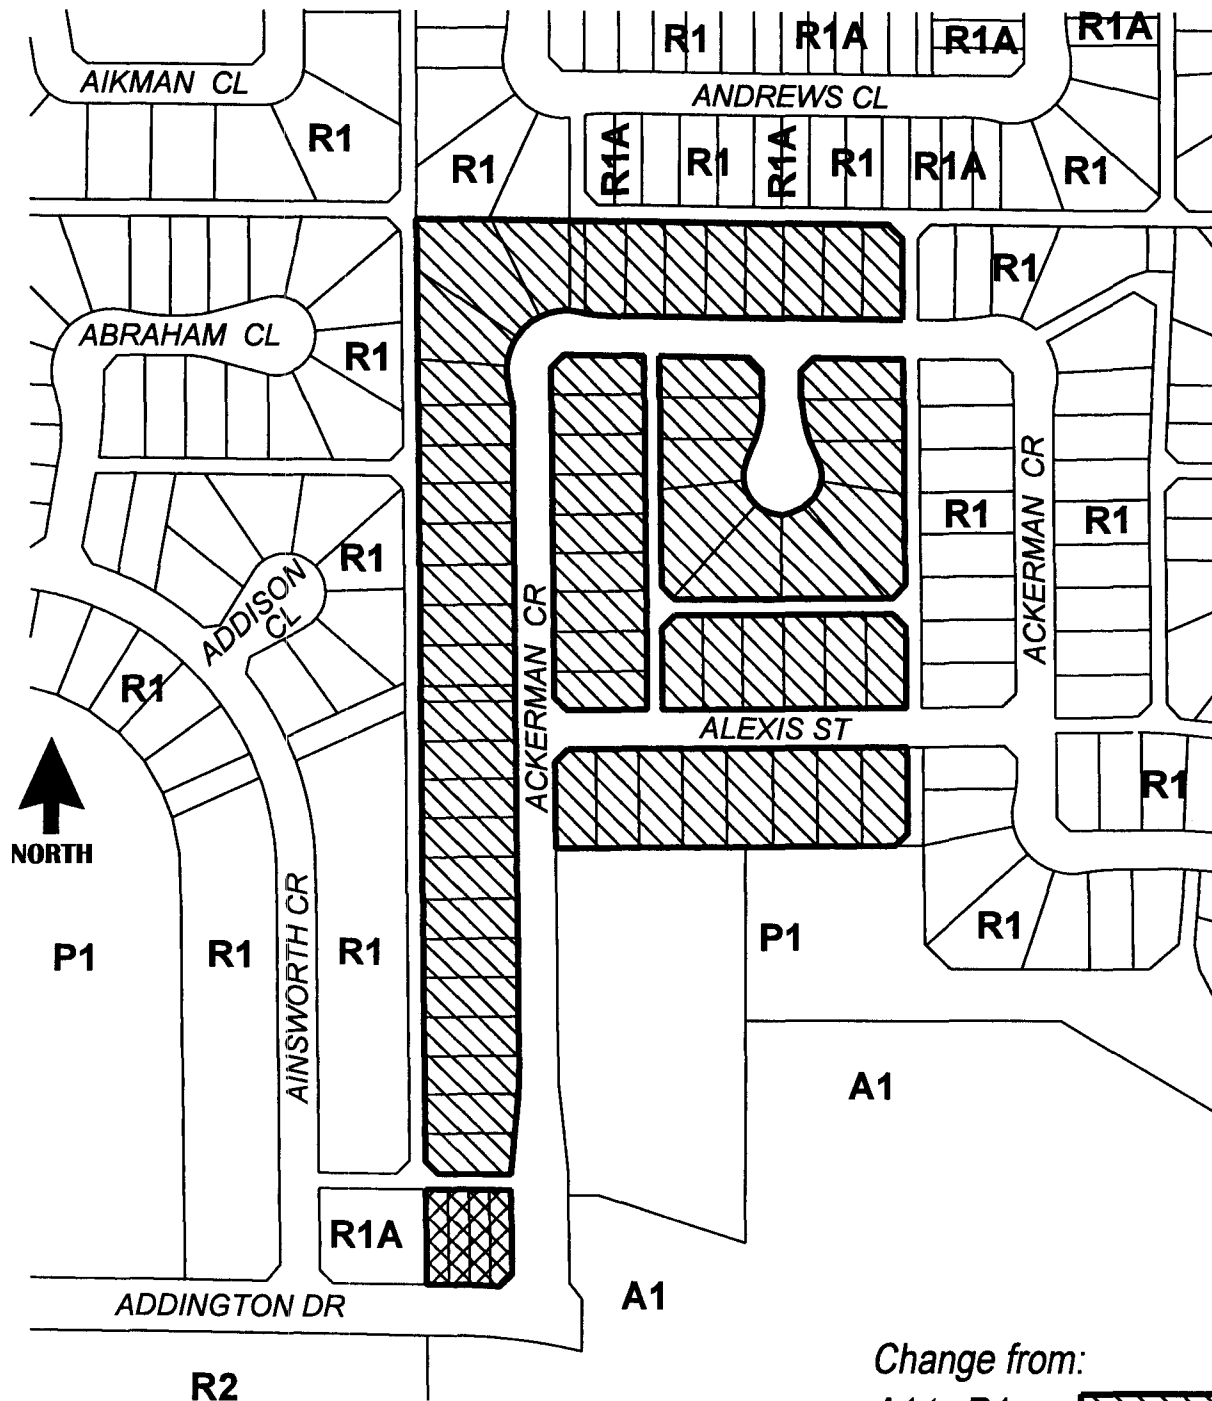 R1
R1A
R1A
R1A
AIKMAN CL
ANDREWS CL
R1
R1
R1A
R1
R1A
R1
R1A
R1
R1
ABRAHAM CL
R1
R1
R1
ACKERMAN CR
R1
ADDISON
CL
ACKERMAN CR
R1
ALEXIS ST
R1
NORTH
P1
R1
AINSWORTH CR
R1
P1
R1
A1
R1A
A1
ADDINGTON DR
R2
Change from: